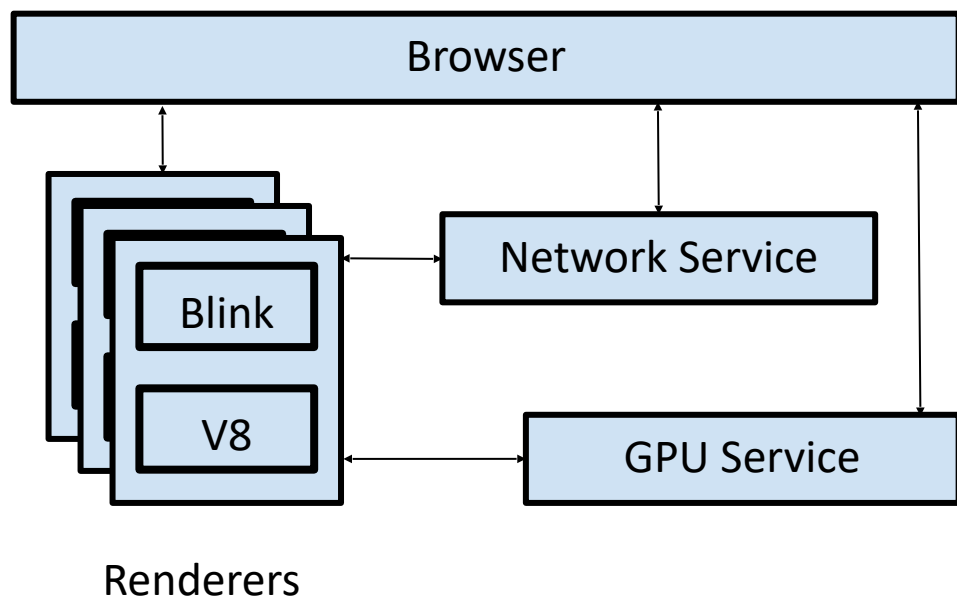 Browser
Network Service
Blink
V8
GPU Service
Renderers